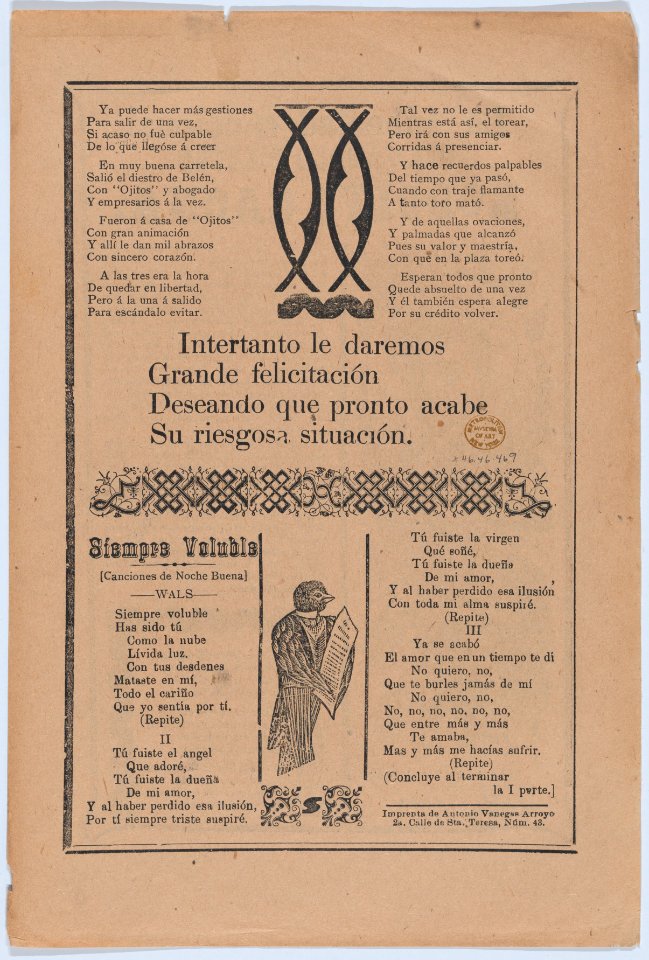 Ya puede hacer más gestiones
Para salir de una vez,
Si acaso no fuè culpable
De lo que llegóse á creer
En muy buena carretela,
Salió el diestro de Belén,
Con "Ojitos" y abogado
Y empresarios á la vez.
Fueron á casa de "Ojitos"
Con gran animación
Y allí le dan mil abrazos
Con sincero corazón.
A las tres era la hora
De quedar en libertad,
Pero á la una á salido
Para escándalo evitar.
Tal vez no le es permitido
Mientras está así, el torear,
Pero irá con sus amigos
Corridas á presenciar.
Y hace recuerdos palpables
Del tiempo que ya pasó,
Cuando con traje flamante
A tanto toro mató.
Y de aquellas ovaciones,
Y palmadas que alcanzó
Pues su valor y maestría,
Con que en la plaza toreó.
Esperan todos que pronto
Quede absuelto de una vez
Y él también espera alegre
Por su crédito volver.
Intertanto le daremos
Grande felicitación
Deseando que pronto acabe
Su riesgosa situación.
METROPOLITAN
MUSEUM
OF ART
NEW YORK
46.46.469
Siempre Voluble
[Canciones de Noche Buena]
—WALS—
Siempre voluble
Has sido tú
Como la nube
Lívida luz.
Con tus desdenes
Mataste en mí,
Todo el cariño
Que yo sentía por tí.
(Repite)
II
Tú fuiste el angel
Que adoré,
Tú fuiste la dueña
De mi amor,
Y al haber perdido esa ilusión,
Por tí siempre triste suspiré.
Tú fuiste la virgen
Qué soñé,
Tú fuiste la dueña
De mi amor,
Y al haber perdido esa ilusión
Con toda mi alma suspiré.
(Repite)
III
Ya se acabó
El amor que en un tiempo te dí
No quiero, no,
Que te burles jamás de mí
No quiero, no,
No, no, no, no, no, no,
Que entre más y más
Te amaba,
Mas y más me hacías sufrir.
(Repite)
(Concluye al terminar
la I pɐrte.]
Imprenta de Antonio Vanegas Arroyo
2a. Calle de Sta. Teresa, Núm. 43.